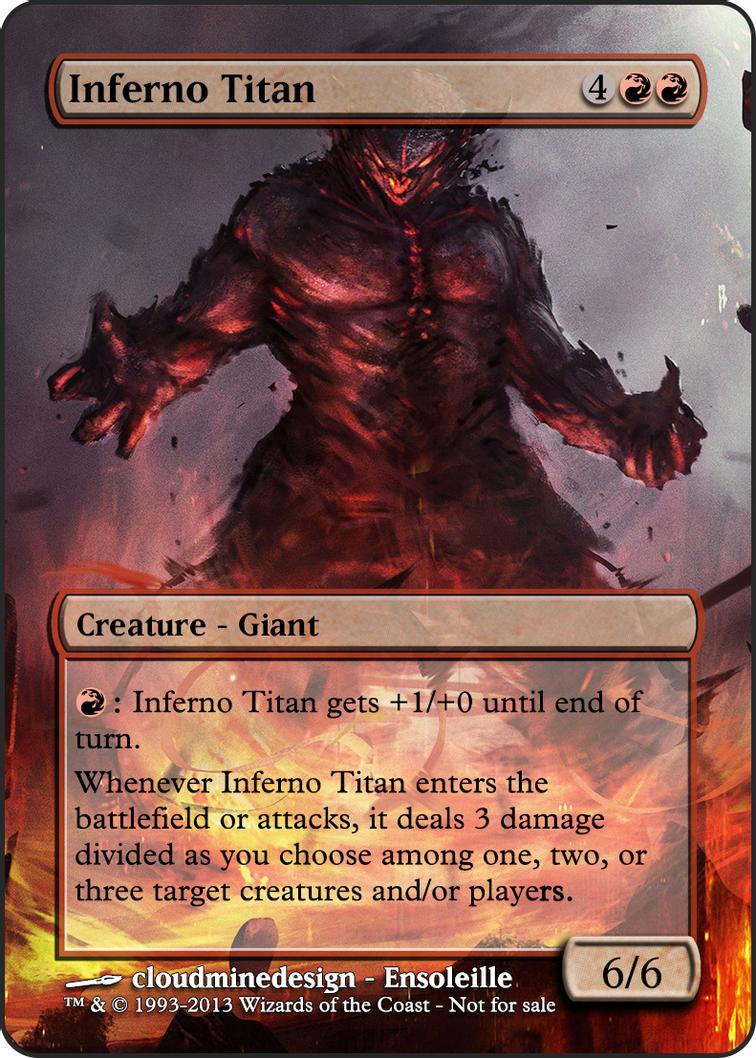 Inferno Titan 4
Creature - Giant
: Inferno Titan gets +1/+0 until end of
turn.
Whenever Inferno Titan enters the
battlefield or attacks, it deals 3 damage
divided as you choose among one, two, or
three target creatures and/or players.
6/6
cloudminedesign - Ensoleille
™ & © 1993-2013 Wizards of the Coast - Not for sale